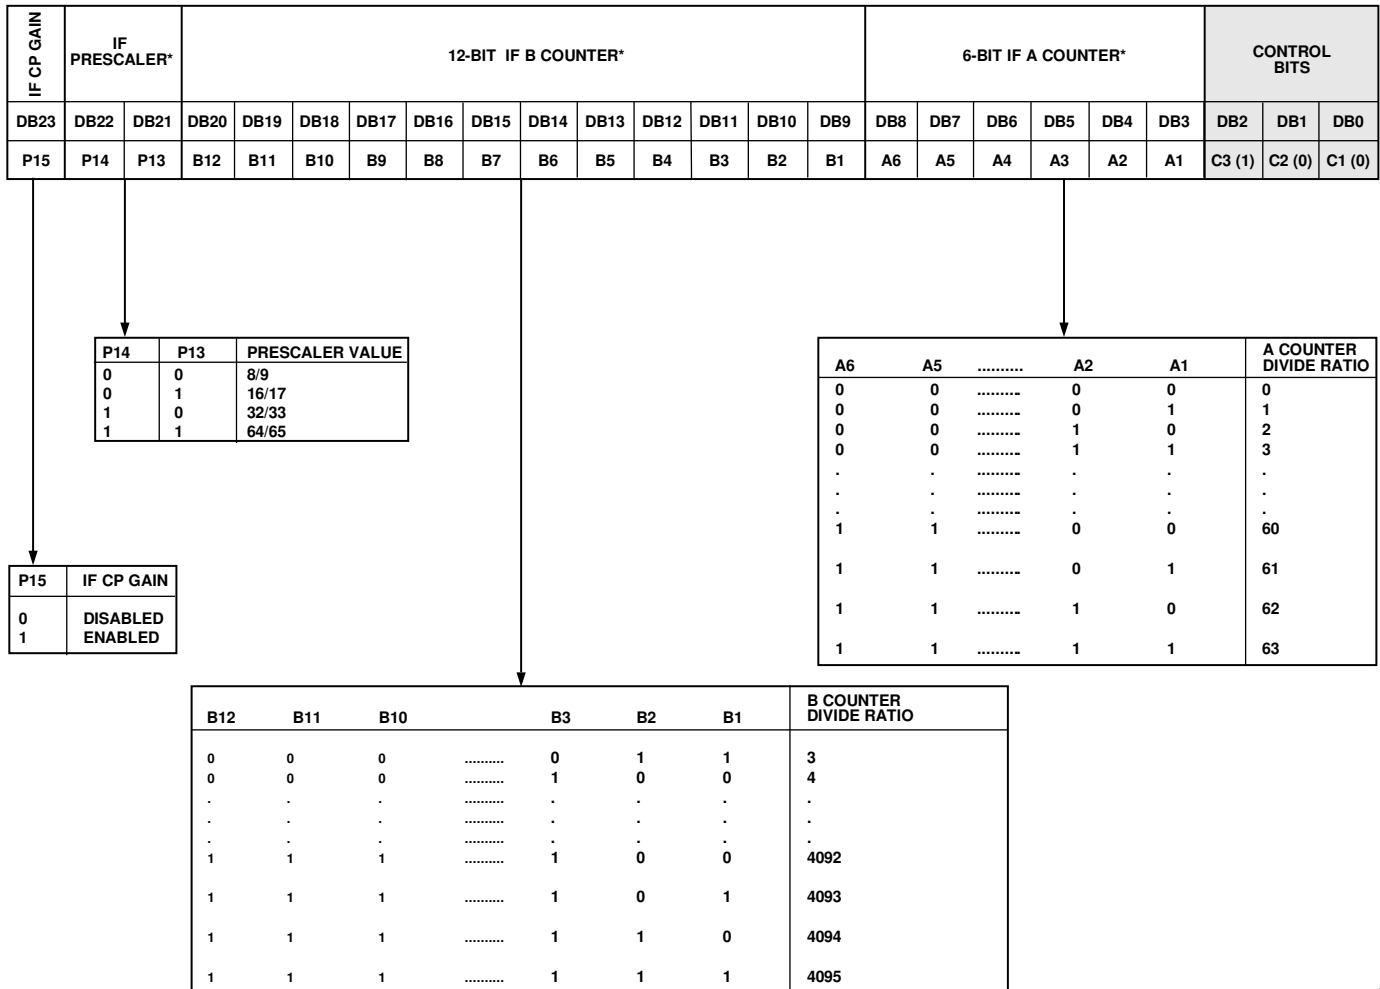 IF CP GAIN
IF
PRESCALER*
12-BIT IF B COUNTER*
6-BIT IF A COUNTER*
CONTROL
BITS
DB23 DB22 DB21 DB20 DB19 DB18 DB17 DB16 DB15 DB14 DB13 DB12 DB11 DB10 DB9 DB8 DB7 DB6 DB5 DB4 DB3 DB2 DB1 DB0
P15 P14 P13 B12 B11 B10 B9 B8 B7 B6 B5 B4 B3 B2 B1 A6 A5 A4 A3 A2 A1 C3 (1) C2 (0) C1 (0)
P14 P13 PRESCALER VALUE
0 0 8/9
0 1 16/17
1 0 32/33
1 1 64/65
A6 A5 .......... A2 A1 A COUNTER
DIVIDE RATIO
0 0 .......... 0 0 0
0 0 .......... 0 1 1
0 0 .......... 1 0 2
0 0 .......... 1 1 3
. . .......... . . .
. . .......... . . .
. . .......... . . .
1 1 .......... 0 0 60
1 1 .......... 0 1 61
1 1 .......... 1 0 62
1 1 .......... 1 1 63
P15 IF CP GAIN
0 DISABLED
1 ENABLED
B12 B11 B10 B3 B2 B1 B COUNTER
DIVIDE RATIO
0 0 0 .......... 0 1 1 3
0 0 0 .......... 1 0 0 4
. . . .......... . . . .
. . . .......... . . . .
. . . .......... . . . .
1 1 1 .......... 1 0 0 4092
1 1 1 .......... 1 0 1 4093
1 1 1 .......... 1 1 0 4094
1 1 1 .......... 1 1 1 4095